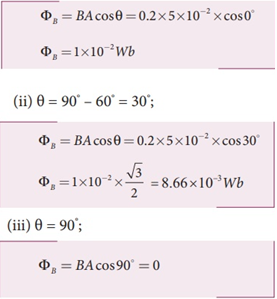 Φ_B = BA cosθ = 0.2×5×10⁻² × cos0°
Φ_B = 1×10⁻² Wb
(ii) θ = 90° – 60° = 30°;
Φ_B = BA cosθ = 0.2×5×10⁻² × cos30°
Φ_B = 1×10⁻² × √3/2 = 8.66×10⁻³ Wb
(iii) θ = 90°;
Φ_B = BA cos90° = 0